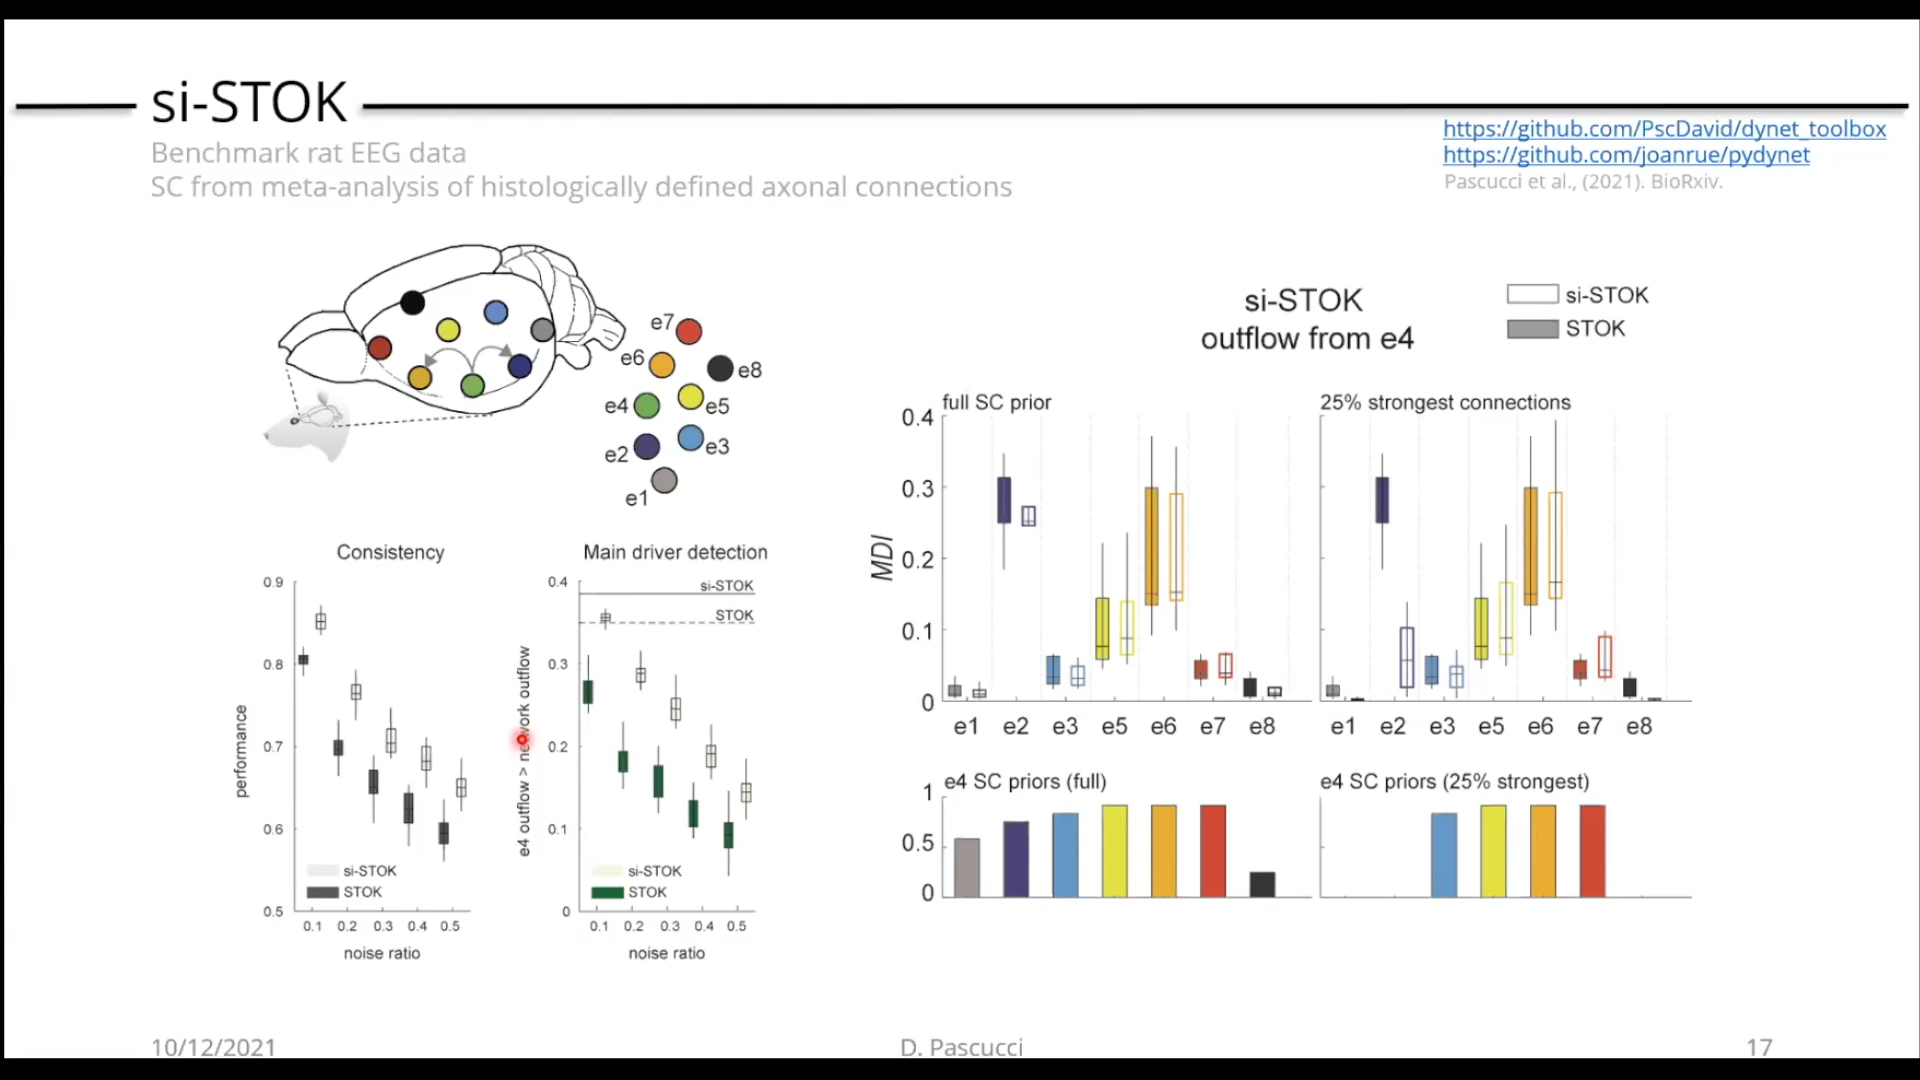 si-STOK
Benchmark rat EEG data
SC from meta-analysis of histologically defined axonal connections
https://github.com/PscDavid/dynet_toolbox
https://github.com/joanrue/pydynet
Pascucci et al., (2021). BioRxiv.
e7
e6
e8
e4
e5
e2
e3
e1
Consistency
0.9
0.8
0.7
0.6
0.5
performance
si-STOK
STOK
0.1 0.2 0.3 0.4 0.5
noise ratio
Main driver detection
0.4
0.3
0.2
0.1
0
e4 outflow > network outflow
si-STOK
STOK
si-STOK
STOK
0.1 0.2 0.3 0.4 0.5
noise ratio
si-STOK
outflow from e4
si-STOK
STOK
full SC prior
0.4
0.3
0.2
0.1
0
MDI
e1 e2 e3 e5 e6 e7 e8
25% strongest connections
e1 e2 e3 e5 e6 e7 e8
e4 SC priors (full)
1
0.5
0
e4 SC priors (25% strongest)
10/12/2021
D. Pascucci
17